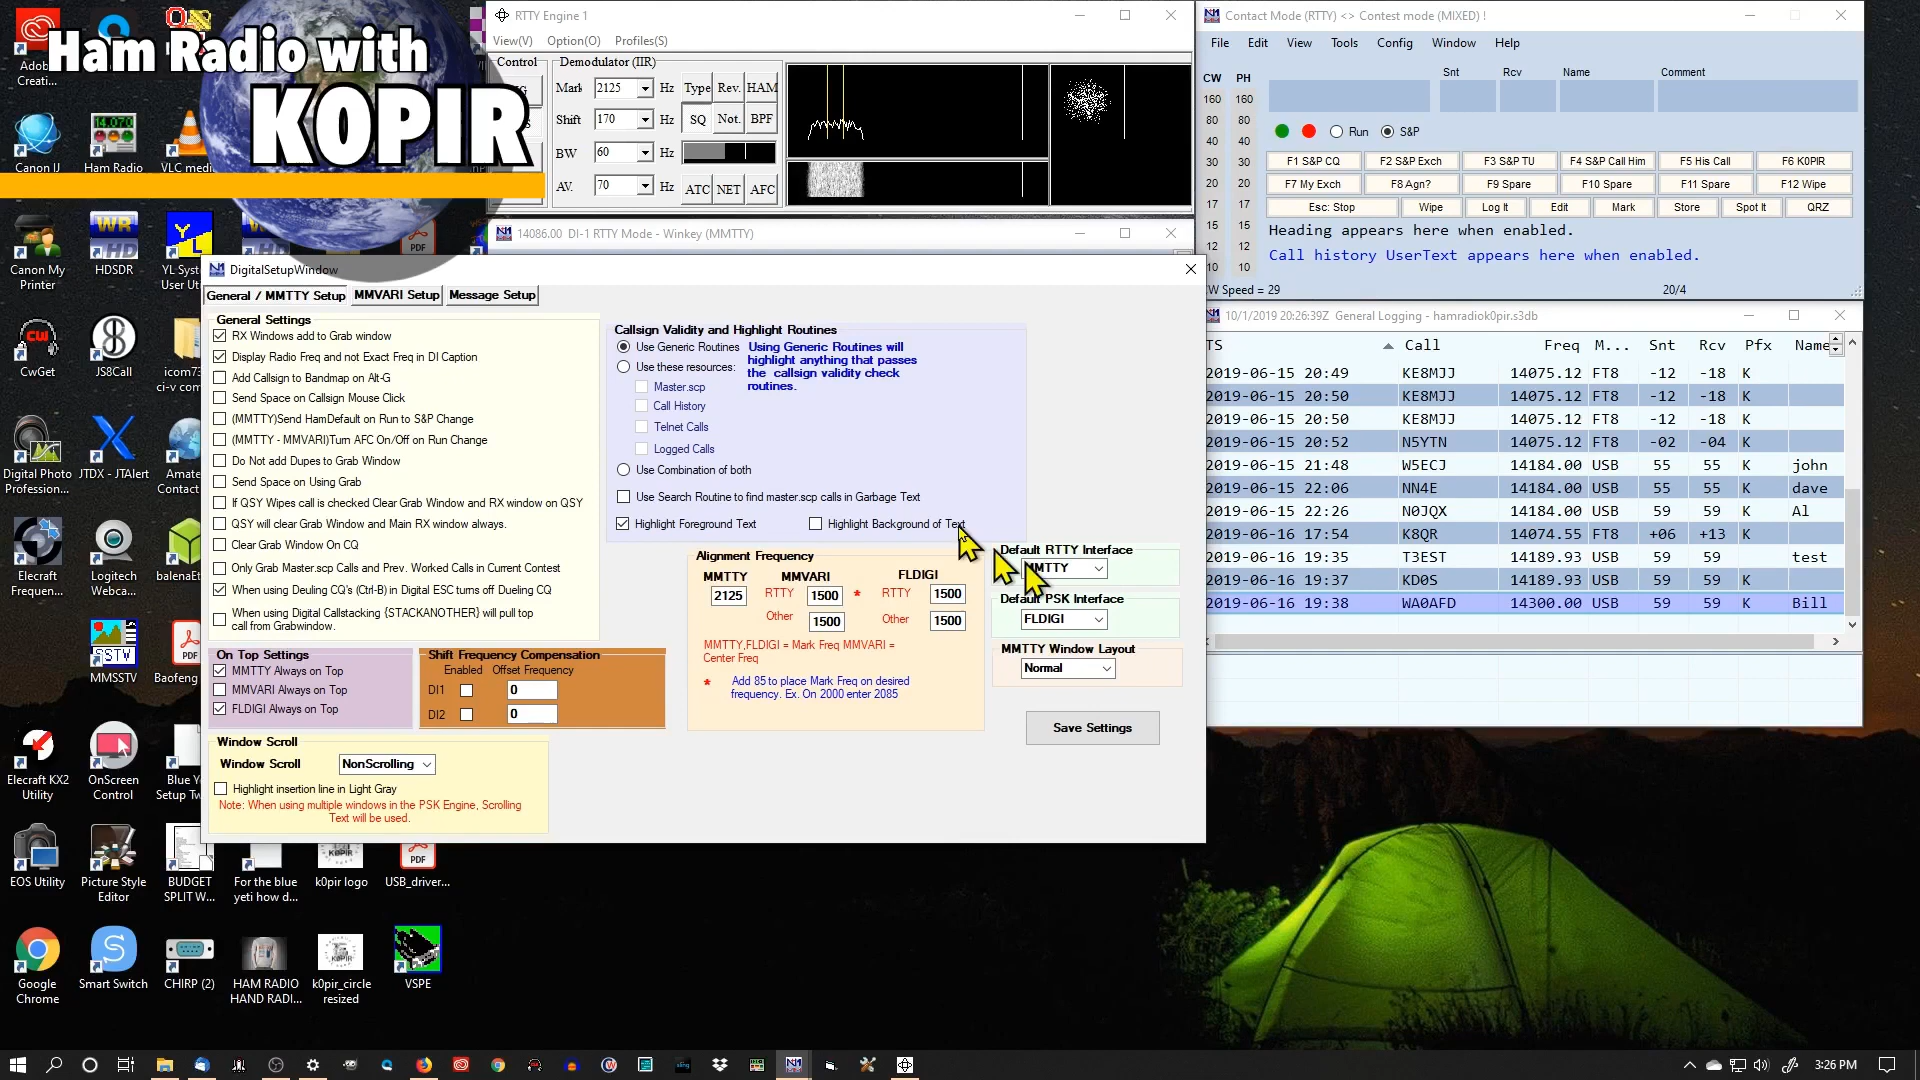 Ham Radio with
K0PIR
Adob...
Creati...
Canon IJ
Ham Radio
VLC medi
14.070
Canon My
Printer
HDSDR
YL Syst
User Ut
CwGet
JS8Call
icom73
ci-v com
Digital Photo
Profession...
JTDX - JTAlert
Amate
Contact
Elecraft
Frequen...
Logitech
Webca...
balenaEt
MMSSTV
Baofeng
Elecraft KX2
Utility
OnScreen
Control
Blue Y
Setup Tw
EOS Utility
Picture Style
Editor
BUDGET
SPLIT W...
For the blue
yeti how d...
k0pir logo
USB_driver...
Google
Chrome
Smart Switch
CHIRP (2)
HAM RADIO
HAND RADI...
k0pir_circle
resized
VSPE
RTTY Engine 1
View(V) Option(O) Profiles(S)
Control Demodulator (IIR)
Mark 2125 Hz Type Rev. HAM
Shift 170 Hz SQ Not. BPF
BW 60 Hz
AV. 70 Hz ATC NET AFC
14086.00 DI-1 RTTY Mode - Winkey (MMTTY)
DigitalSetupWindow
General / MMTTY Setup MMVARI Setup Message Setup
General Settings
RX Windows add to Grab window
Display Radio Freq and not Exact Freq in DI Caption
Add Callsign to Bandmap on Alt-G
Send Space on Callsign Mouse Click
(MMTTY)Send HamDefault on Run to S&P Change
(MMTTY - MMVARI)Turn AFC On/Off on Run Change
Do Not add Dupes to Grab Window
Send Space on Using Grab
If QSY Wipes call is checked Clear Grab Window and RX window on QSY
QSY will clear Grab Window and Main RX window always.
Clear Grab Window On CQ
Only Grab Master.scp Calls and Prev. Worked Calls in Current Contest
When using Deuling CQ's (Ctrl-B) in Digital ESC turns off Dueling CQ
When using Digital Callstacking {STACKANOTHER} will pull top
call from Grabwindow.
On Top Settings
MMTTY Always on Top
MMVARI Always on Top
FLDIGI Always on Top
Shift Frequency Compensation
Enabled Offset Frequency
DI1 0
DI2 0
Window Scroll
Window Scroll NonScrolling
Highlight insertion line in Light Gray
Note: When using multiple windows in the PSK Engine, Scrolling
Text will be used.
Callsign Validity and Highlight Routines
Use Generic Routines
Using Generic Routines will
highlight anything that passes
the callsign validity check
routines.
Use these resources:
Master.scp
Call History
Telnet Calls
Logged Calls
Use Combination of both
Use Search Routine to find master.scp calls in Garbage Text
Highlight Foreground Text Highlight Background of Text
Alignment Frequency
MMTTY MMVARI FLDIGI
2125 RTTY 1500 * RTTY 1500
Other 1500 Other 1500
MMTTY,FLDIGI = Mark Freq MMVARI =
Center Freq
* Add 85 to place Mark Freq on desired
frequency. Ex. On 2000 enter 2085
Default RTTY Interface
MMTTY
Default PSK Interface
FLDIGI
MMTTY Window Layout
Normal
Save Settings
Contact Mode (RTTY) <> Contest mode (MIXED) !
File Edit View Tools Config Window Help
CW PH Snt Rcv Name Comment
160 160
80 80
40 40
30 30
20 20
17 17
15 15
12 12
10 10
Run S&P
F1 S&P CQ F2 S&P Exch F3 S&P TU F4 S&P Call Him F5 His Call F6 K0PIR
F7 My Exch F8 Agn? F9 Spare F10 Spare F11 Spare F12 Wipe
Esc: Stop Wipe Log It Edit Mark Store Spot It QRZ
Heading appears here when enabled.
Call history UserText appears here when enabled.
W Speed = 29 20/4
10/1/2019 20:26:39Z General Logging - hamradiok0pir.s3db
TS Call Freq M... Snt Rcv Pfx Name
2019-06-15 20:49 KE8MJJ 14075.12 FT8 -12 -18 K
2019-06-15 20:50 KE8MJJ 14075.12 FT8 -12 -18 K
2019-06-15 20:50 KE8MJJ 14075.12 FT8 -12 -18 K
2019-06-15 20:52 N5YTN 14075.12 FT8 -02 -04 K
2019-06-15 21:48 W5ECJ 14184.00 USB 55 55 K john
2019-06-15 22:06 NN4E 14184.00 USB 55 55 K dave
2019-06-15 22:26 N0JQX 14184.00 USB 59 59 K Al
2019-06-16 17:54 K8QR 14074.55 FT8 +06 +13 K
2019-06-16 19:35 T3EST 14189.93 USB 59 59 test
2019-06-16 19:37 KD0S 14189.93 USB 59 59 K
2019-06-16 19:38 WA0AFD 14300.00 USB 59 59 K Bill
3:26 PM